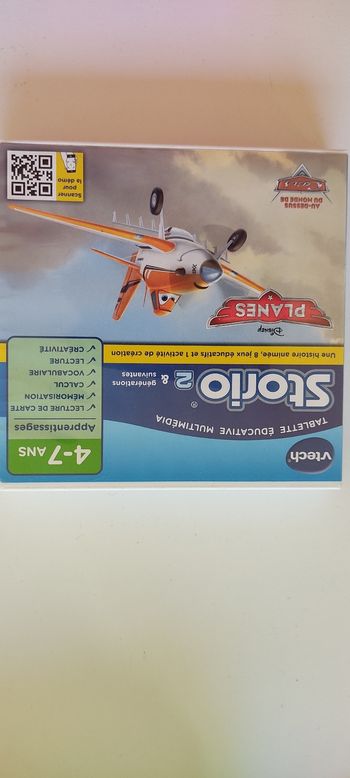 vtech
TABLETTE ÉDUCATIVE MULTIMÉDIA
Storio® 2
& générations
suivantes
4-7 ANS
Apprentissages
✓ LECTURE DE CARTE
✓ MÉMORISATION
✓ CALCUL
✓ VOCABULAIRE
✓ LECTURE
✓ CRÉATIVITÉ
Une histoire animée, 8 jeux éducatifs et 1 activité de création
Disney
PLANES
AU-DESSUS
DU MONDE DE
Scanner
pour
la démo